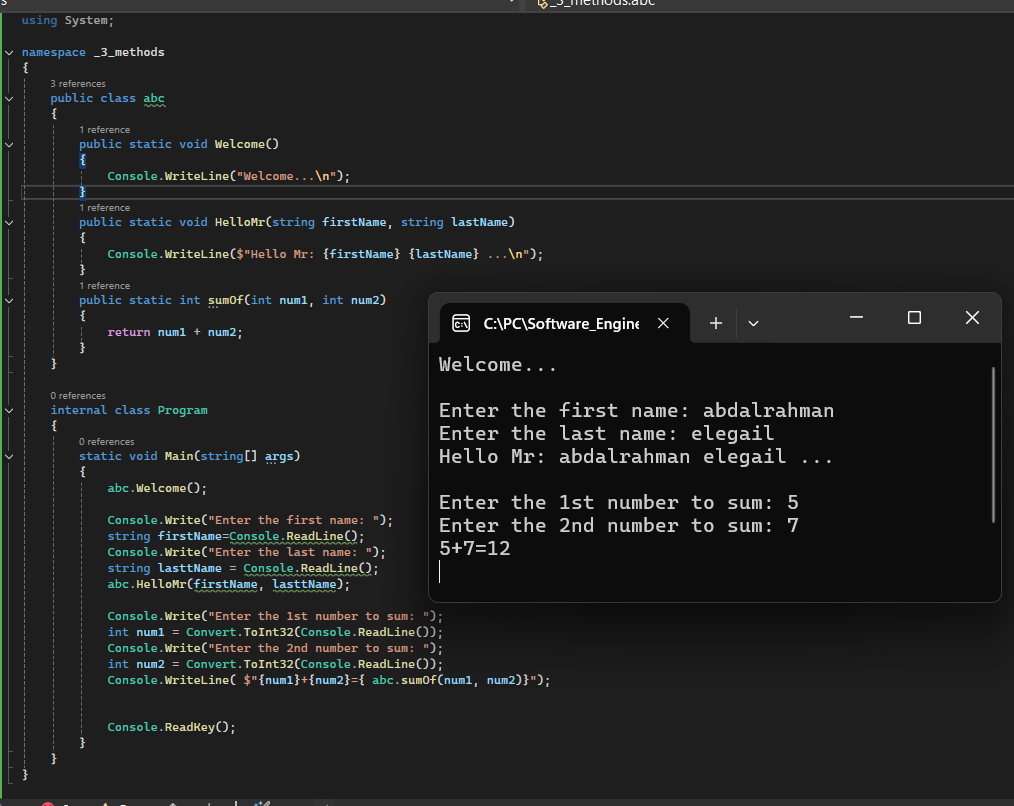 s
_3_methods.abc
using System;
namespace _3_methods
{
3 references
public class abc
{
1 reference
public static void Welcome()
{
Console.WriteLine("Welcome...\n");
}
1 reference
public static void HelloMr(string firstName, string lastName)
{
Console.WriteLine($"Hello Mr: {firstName} {lastName} ...\n");
}
1 reference
public static int sumOf(int num1, int num2)
{
return num1 + num2;
}
}
0 references
internal class Program
{
0 references
static void Main(string[] args)
{
abc.Welcome();
Console.Write("Enter the first name: ");
string firstName=Console.ReadLine();
Console.Write("Enter the last name: ");
string lasttName = Console.ReadLine();
abc.HelloMr(firstName, lasttName);
Console.Write("Enter the 1st number to sum: ");
int num1 = Convert.ToInt32(Console.ReadLine());
Console.Write("Enter the 2nd number to sum: ");
int num2 = Convert.ToInt32(Console.ReadLine());
Console.WriteLine( $"{num1}+{num2}={ abc.sumOf(num1, num2)}");
Console.ReadKey();
}
}
}
C:\PC\Software_Engine
Welcome...
Enter the first name: abdalrahman
Enter the last name: elegail
Hello Mr: abdalrahman elegail ...
Enter the 1st number to sum: 5
Enter the 2nd number to sum: 7
5+7=12